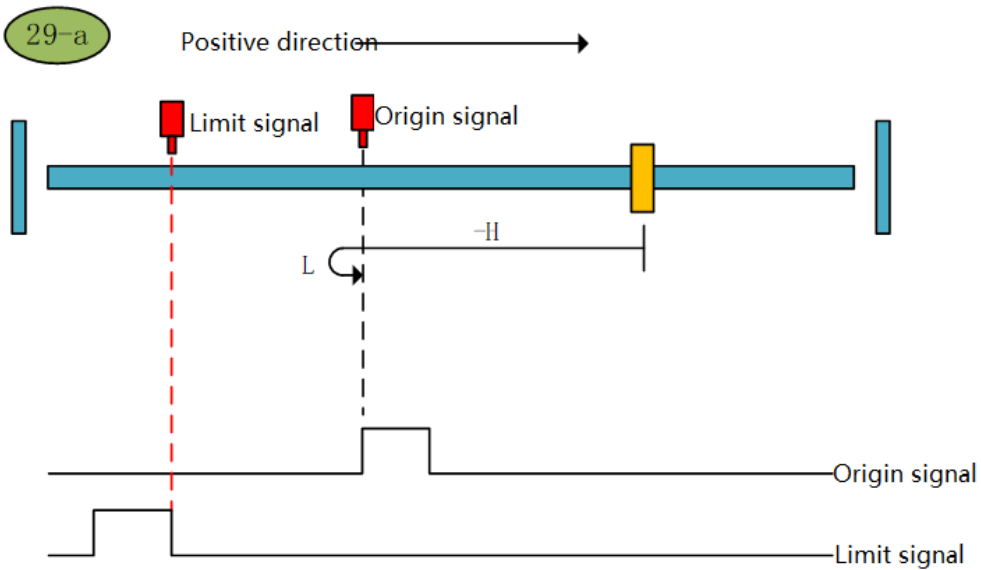 29-a
Positive direction
Limit signal
Origin signal
-H
L
Origin signal
Limit signal